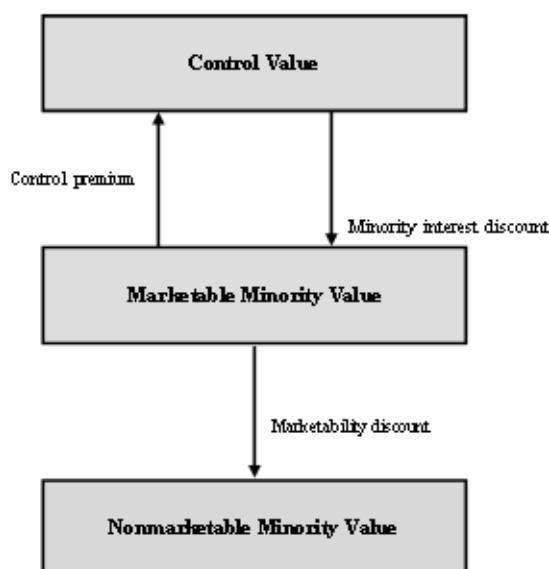 Control Value
Control premium
Minority interest discount
Marketable Minority Value
Marketability discount
Nonmarketable Minority Value